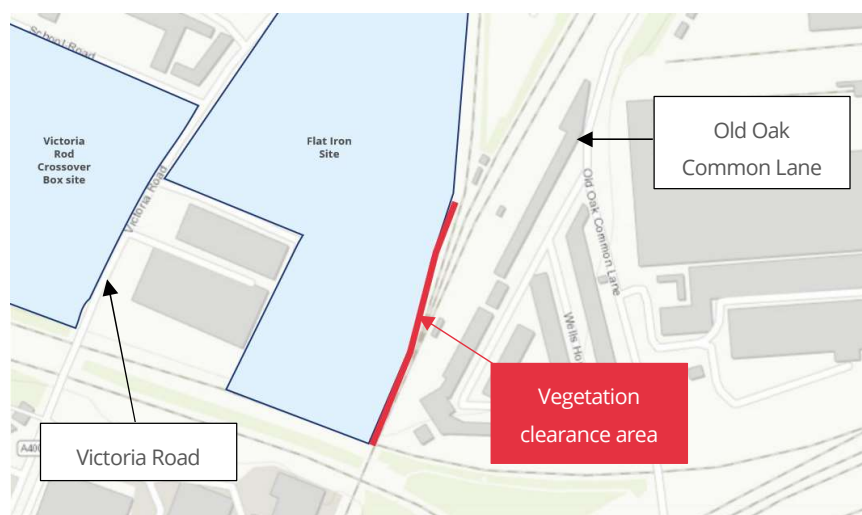 School Road
Victoria
Rod
Crossover
Box site
Flat Iron
Site
Victoria Road
Old Oak
Common Lane
Old Oak Common Lane
Wells Ho
Vegetation
clearance area
Victoria Road
A400